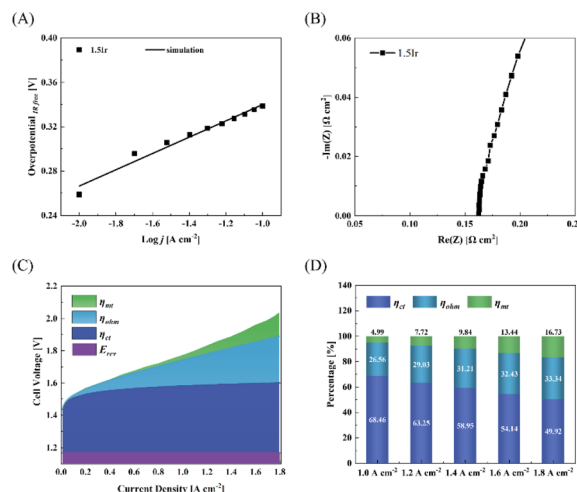 (A)
0.40
0.36
0.32
0.28
0.24
Overpotential IR free [V]
1.5Ir
simulation
-2.0 -1.8 -1.6 -1.4 -1.2 -1.0
Log j [A cm-2]
(B)
0.06
0.04
0.02
0.00
-Im(Z) [Ω cm2]
1.5Ir
0.10 0.15 0.20 0.25
Re(Z) [Ω cm2]
(C)
2.2
2.0
1.8
1.6
1.4
1.2
Cell Voltage [V]
ηmt
ηohm
ηct
Erev
0.0 0.2 0.4 0.6 0.8 1.0 1.2 1.4 1.6 1.8
Current Density [A cm-2]
(D)
140
120
100
80
60
40
20
0
Percentage [%]
ηct ηohm ηmt
4.99 7.72 9.84 13.44 16.73
26.56 29.03 31.21 32.43 33.34
68.46 63.25 58.95 54.14 49.92
1.0 A cm-2 1.2 A cm-2 1.4 A cm-2 1.6 A cm-2 1.8 A cm-2